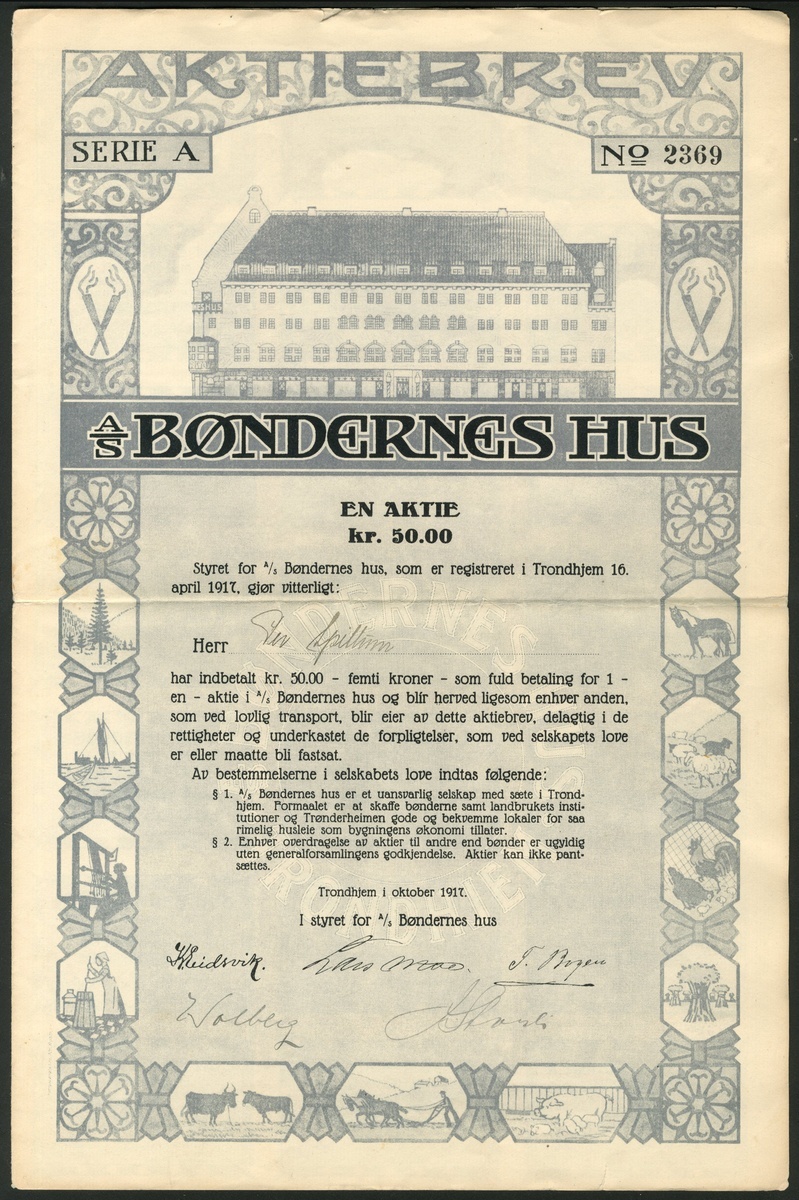 AKTIEBREV
SERIE A
No 2369
A/S BØNDERNES HUS
EN AKTIE
kr. 50.00
Styret for A/s Bøndernes hus, som er registreret i Trondhjem 16.
april 1917, gjør vitterligt:
Herr Per Spillum
har indbetalt kr. 50.00 - femti kroner - som fuld betaling for 1 -
en - aktie i A/s Bøndernes hus og blir herved ligesom enhver anden,
som ved lovlig transport, blir eier av dette aktiebrev, delagtig i de
rettigheter og underkastet de forpligtelser, som ved selskapets love
er eller maatte bli fastsat.
Av bestemmelserne i selskabets love indtas følgende:
§ 1. A/s Bøndernes hus er et uansvarlig selskap med sæte i Trond-
hjem. Formaalet er at skaffe bønderne samt landbrukets insti-
tutioner og Trønderheimen gode og bekvemme lokaler for saa
rimelig husleie som bygningens økonomi tillater.
§ 2. Enhver overdragelse av aktier til andre end bønder er ugyldig
uten generalforsamlingens godkjendelse. Aktier kan ikke pant-
sættes.
Trondhjem i oktober 1917.
I styret for A/s Bøndernes hus
K Leidsvik. Lars Moo. T. Bogen
Wolberg